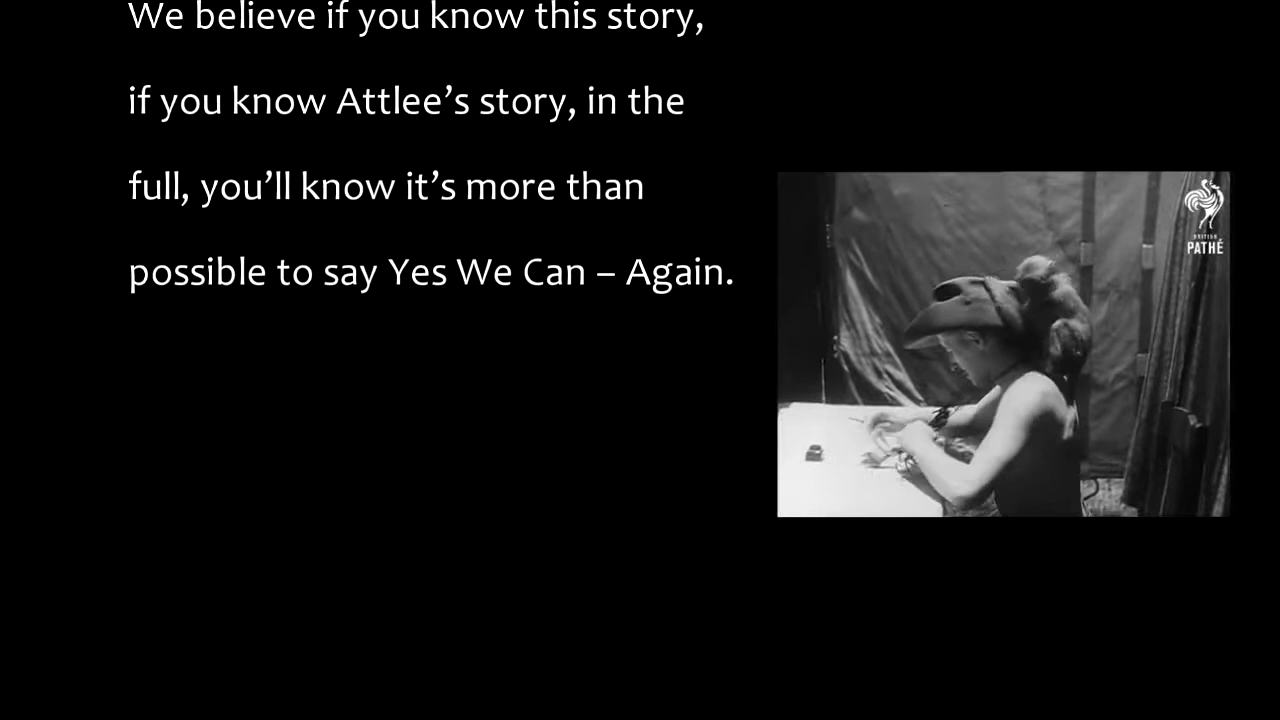 We believe if you know this story,
if you know Attlee’s story, in the
full, you’ll know it’s more than
possible to say Yes We Can – Again.
BRITISH
PATHÉ